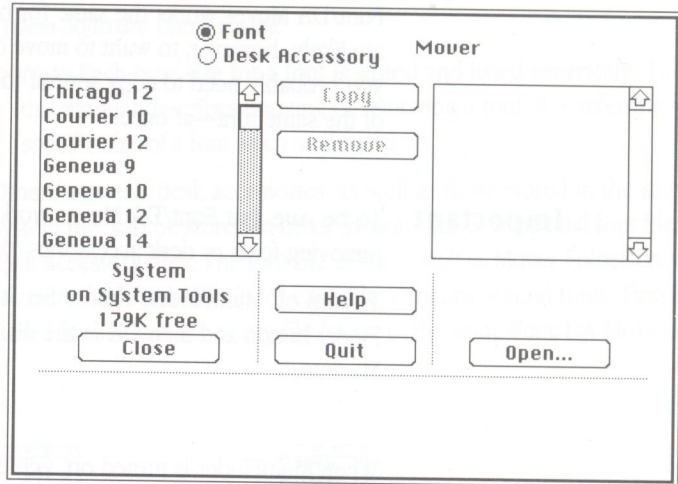 Font
Desk Accessory
Mover
Chicago 12
Courier 10
Courier 12
Geneva 9
Geneva 10
Geneva 12
Geneva 14
Copy
Remove
System
on System Tools
179K free
Close
Help
Quit
Open...